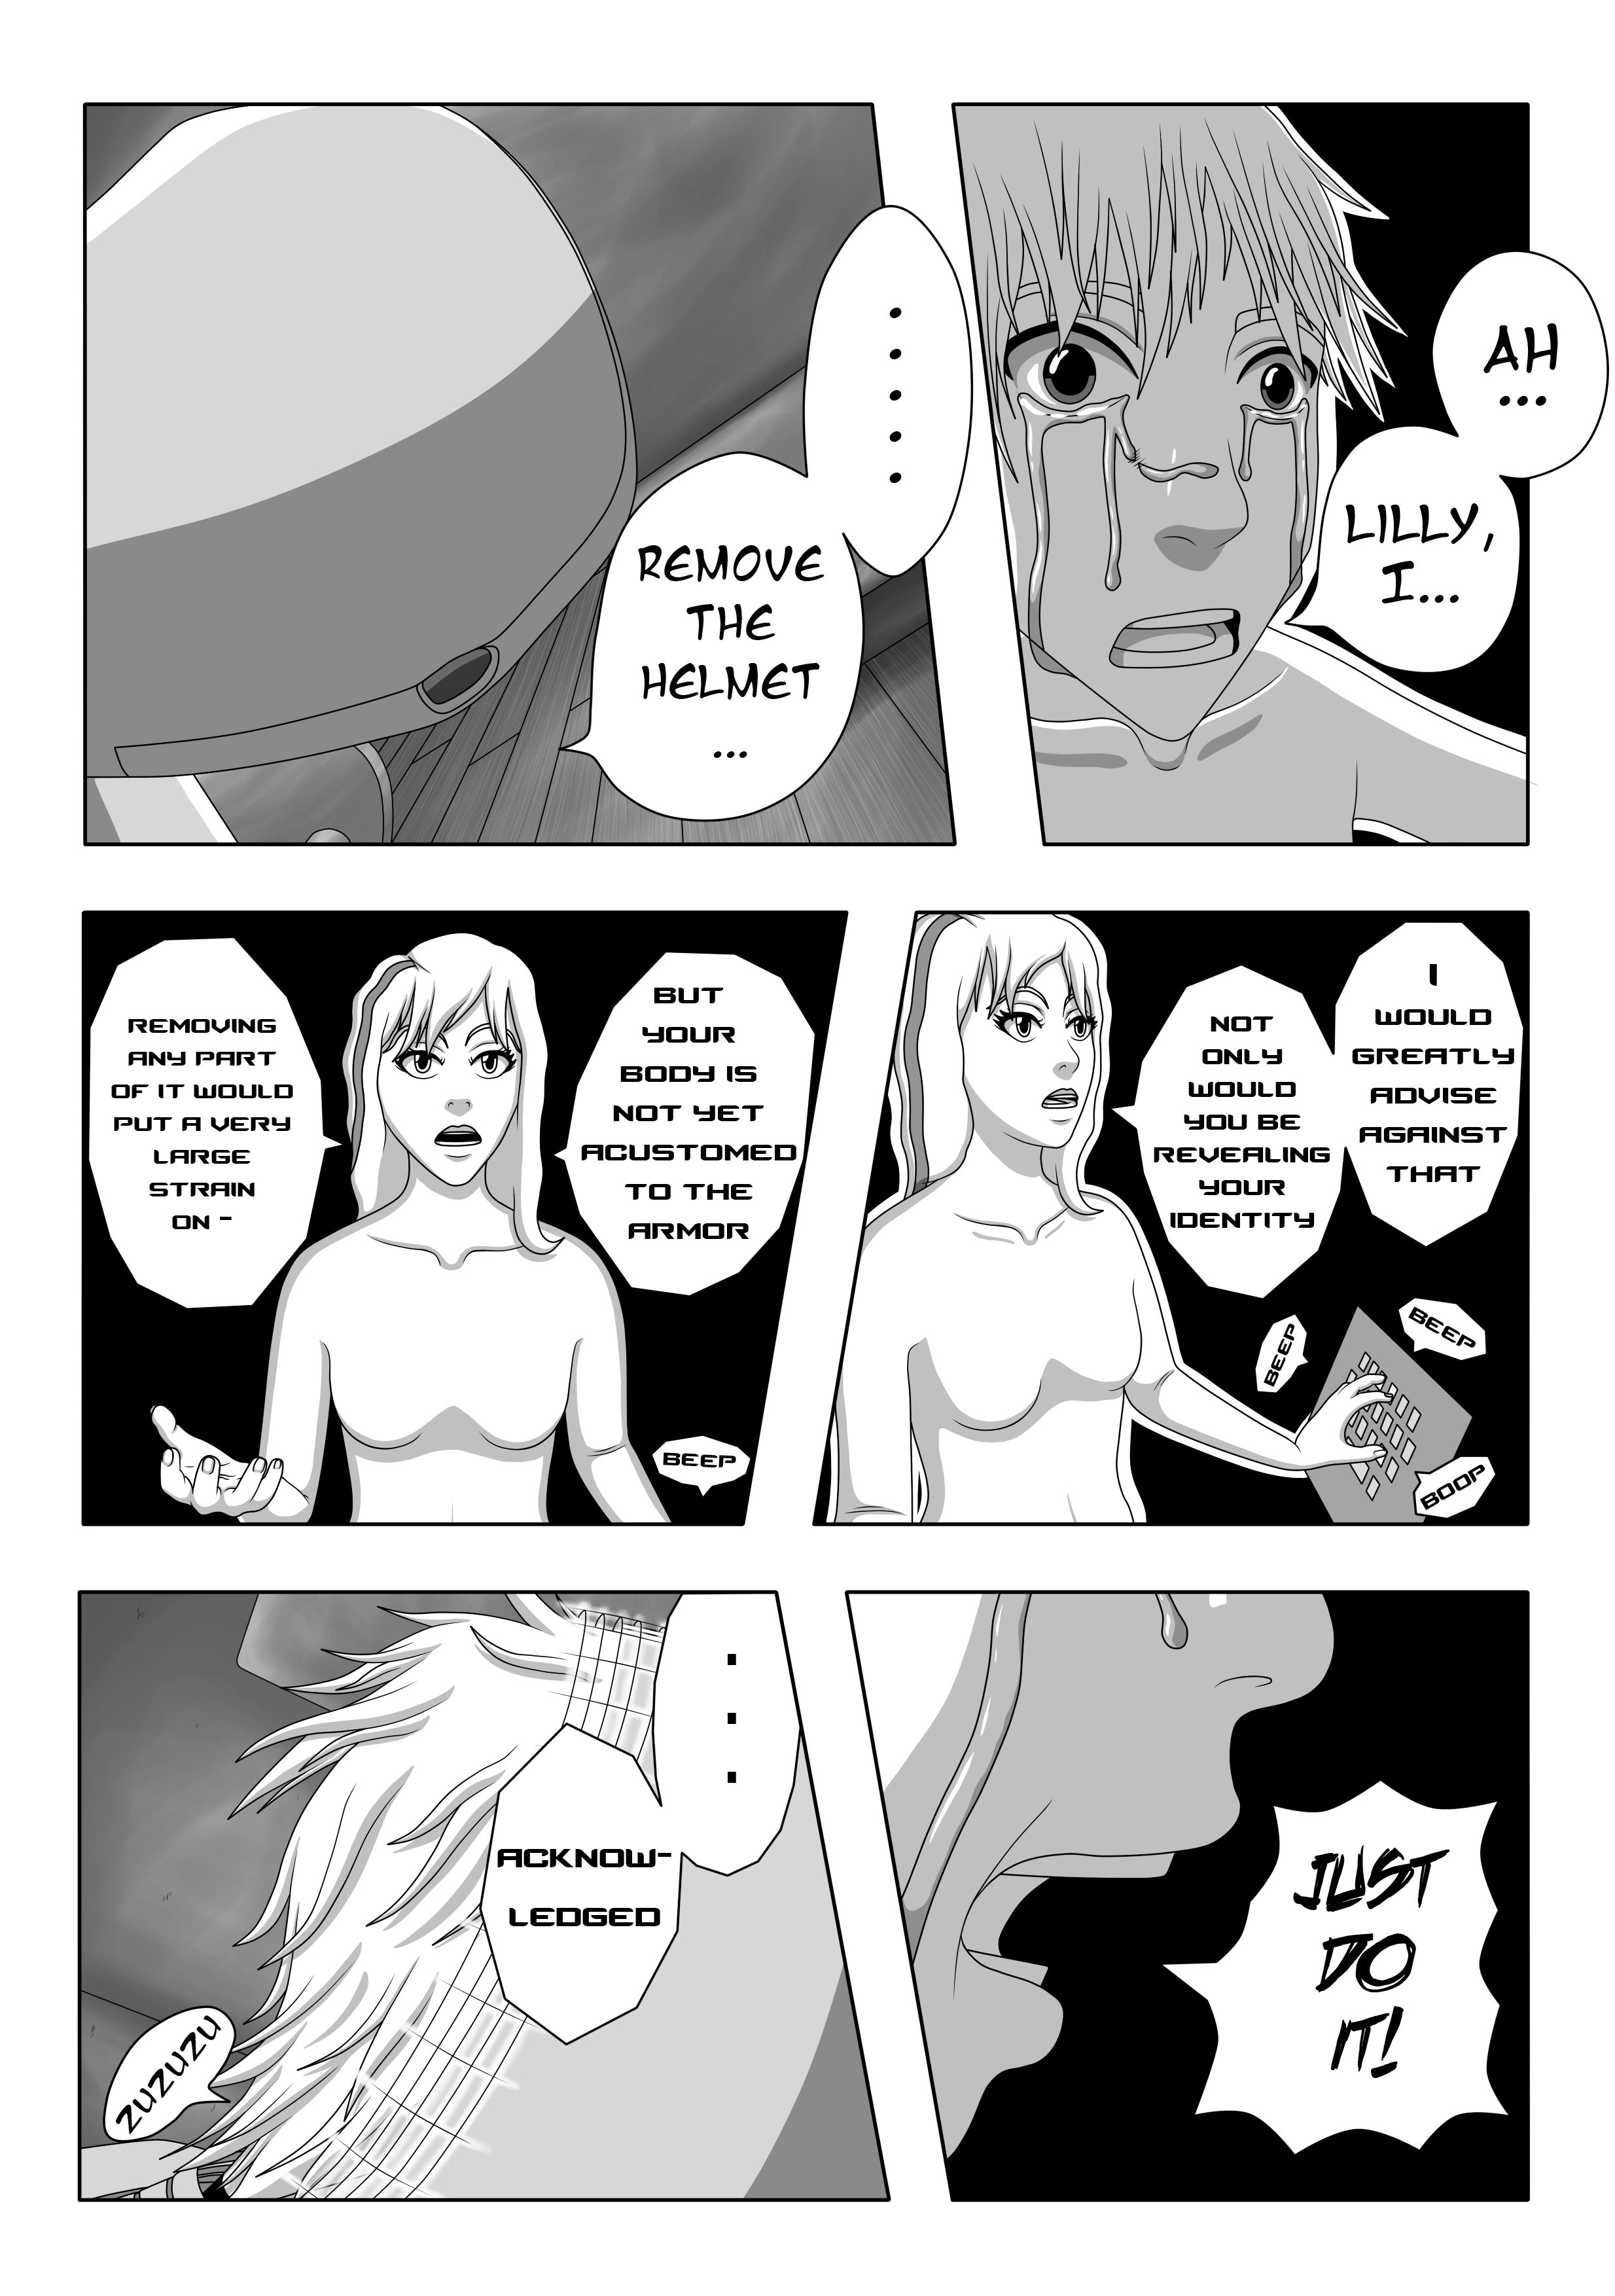 AH
...
LILLY,
I...
.....
REMOVE
THE
HELMET
...
I
WOULD
GREATLY
ADVISE
AGAINST
THAT
NOT
ONLY
WOULD
YOU BE
REVEALING
YOUR
IDENTITY
BEEP
BEEP
BOOP
BUT
YOUR
BODY IS
NOT YET
ACUSTOMED
TO THE
ARMOR
REMOVING
ANY PART
OF IT WOULD
PUT A VERY
LARGE
STRAIN
ON -
BEEP
JUST
DO
IT!
...
ACKNOW-
LEDGED
ZUZUZU